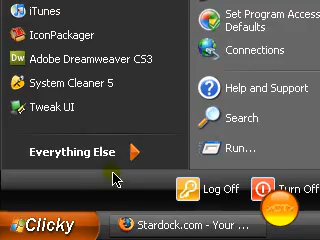 iTunes
IconPackager
Adobe Dreamweaver CS3
System Cleaner 5
Tweak UI
Everything Else
Set Program Access
Defaults
Connections
Help and Support
Search
Run...
Log Off
Turn Off
Clicky
Stardock.com - Your ...